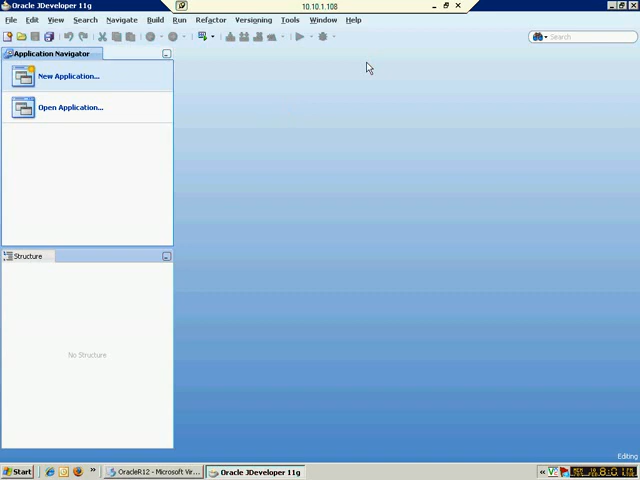 Oracle JDeveloper 11g
10.10.1.108
File Edit View Search Navigate Build Run Refactor Versioning Tools Window Help
Search
Application Navigator
New Application...
Open Application...
Structure
No Structure
Editing
Start
OracleR12 - Microsoft Vir...
Oracle JDeveloper 11g